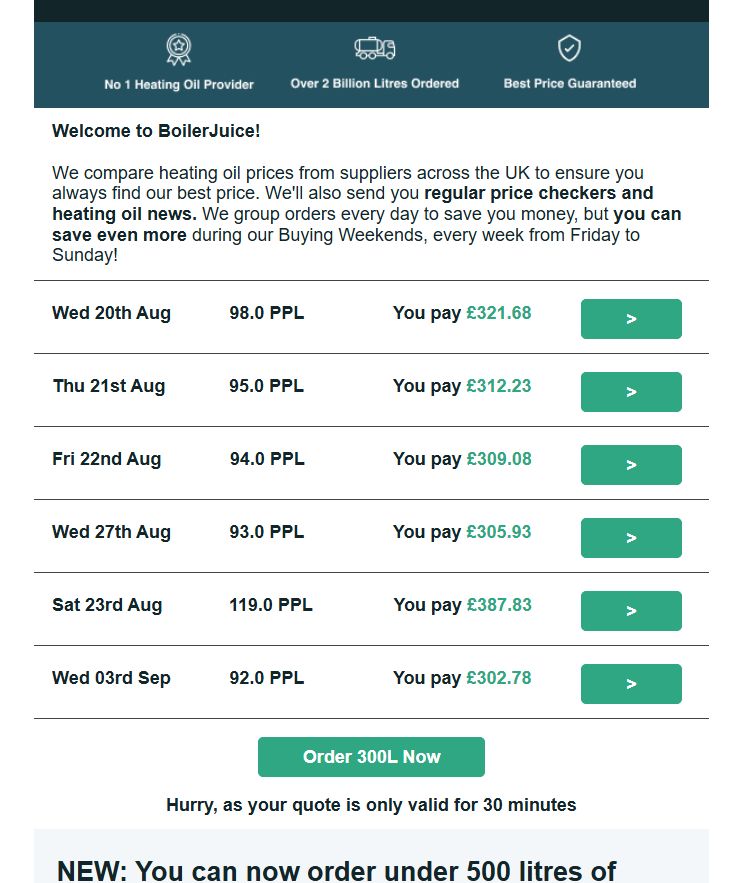 No 1 Heating Oil Provider
Over 2 Billion Litres Ordered
Best Price Guaranteed
Welcome to BoilerJuice!
We compare heating oil prices from suppliers across the UK to ensure you
always find our best price. We'll also send you regular price checkers and
heating oil news. We group orders every day to save you money, but you can
save even more during our Buying Weekends, every week from Friday to
Sunday!
Wed 20th Aug 98.0 PPL You pay £321.68 >
Thu 21st Aug 95.0 PPL You pay £312.23 >
Fri 22nd Aug 94.0 PPL You pay £309.08 >
Wed 27th Aug 93.0 PPL You pay £305.93 >
Sat 23rd Aug 119.0 PPL You pay £387.83 >
Wed 03rd Sep 92.0 PPL You pay £302.78 >
Order 300L Now
Hurry, as your quote is only valid for 30 minutes
NEW: You can now order under 500 litres of